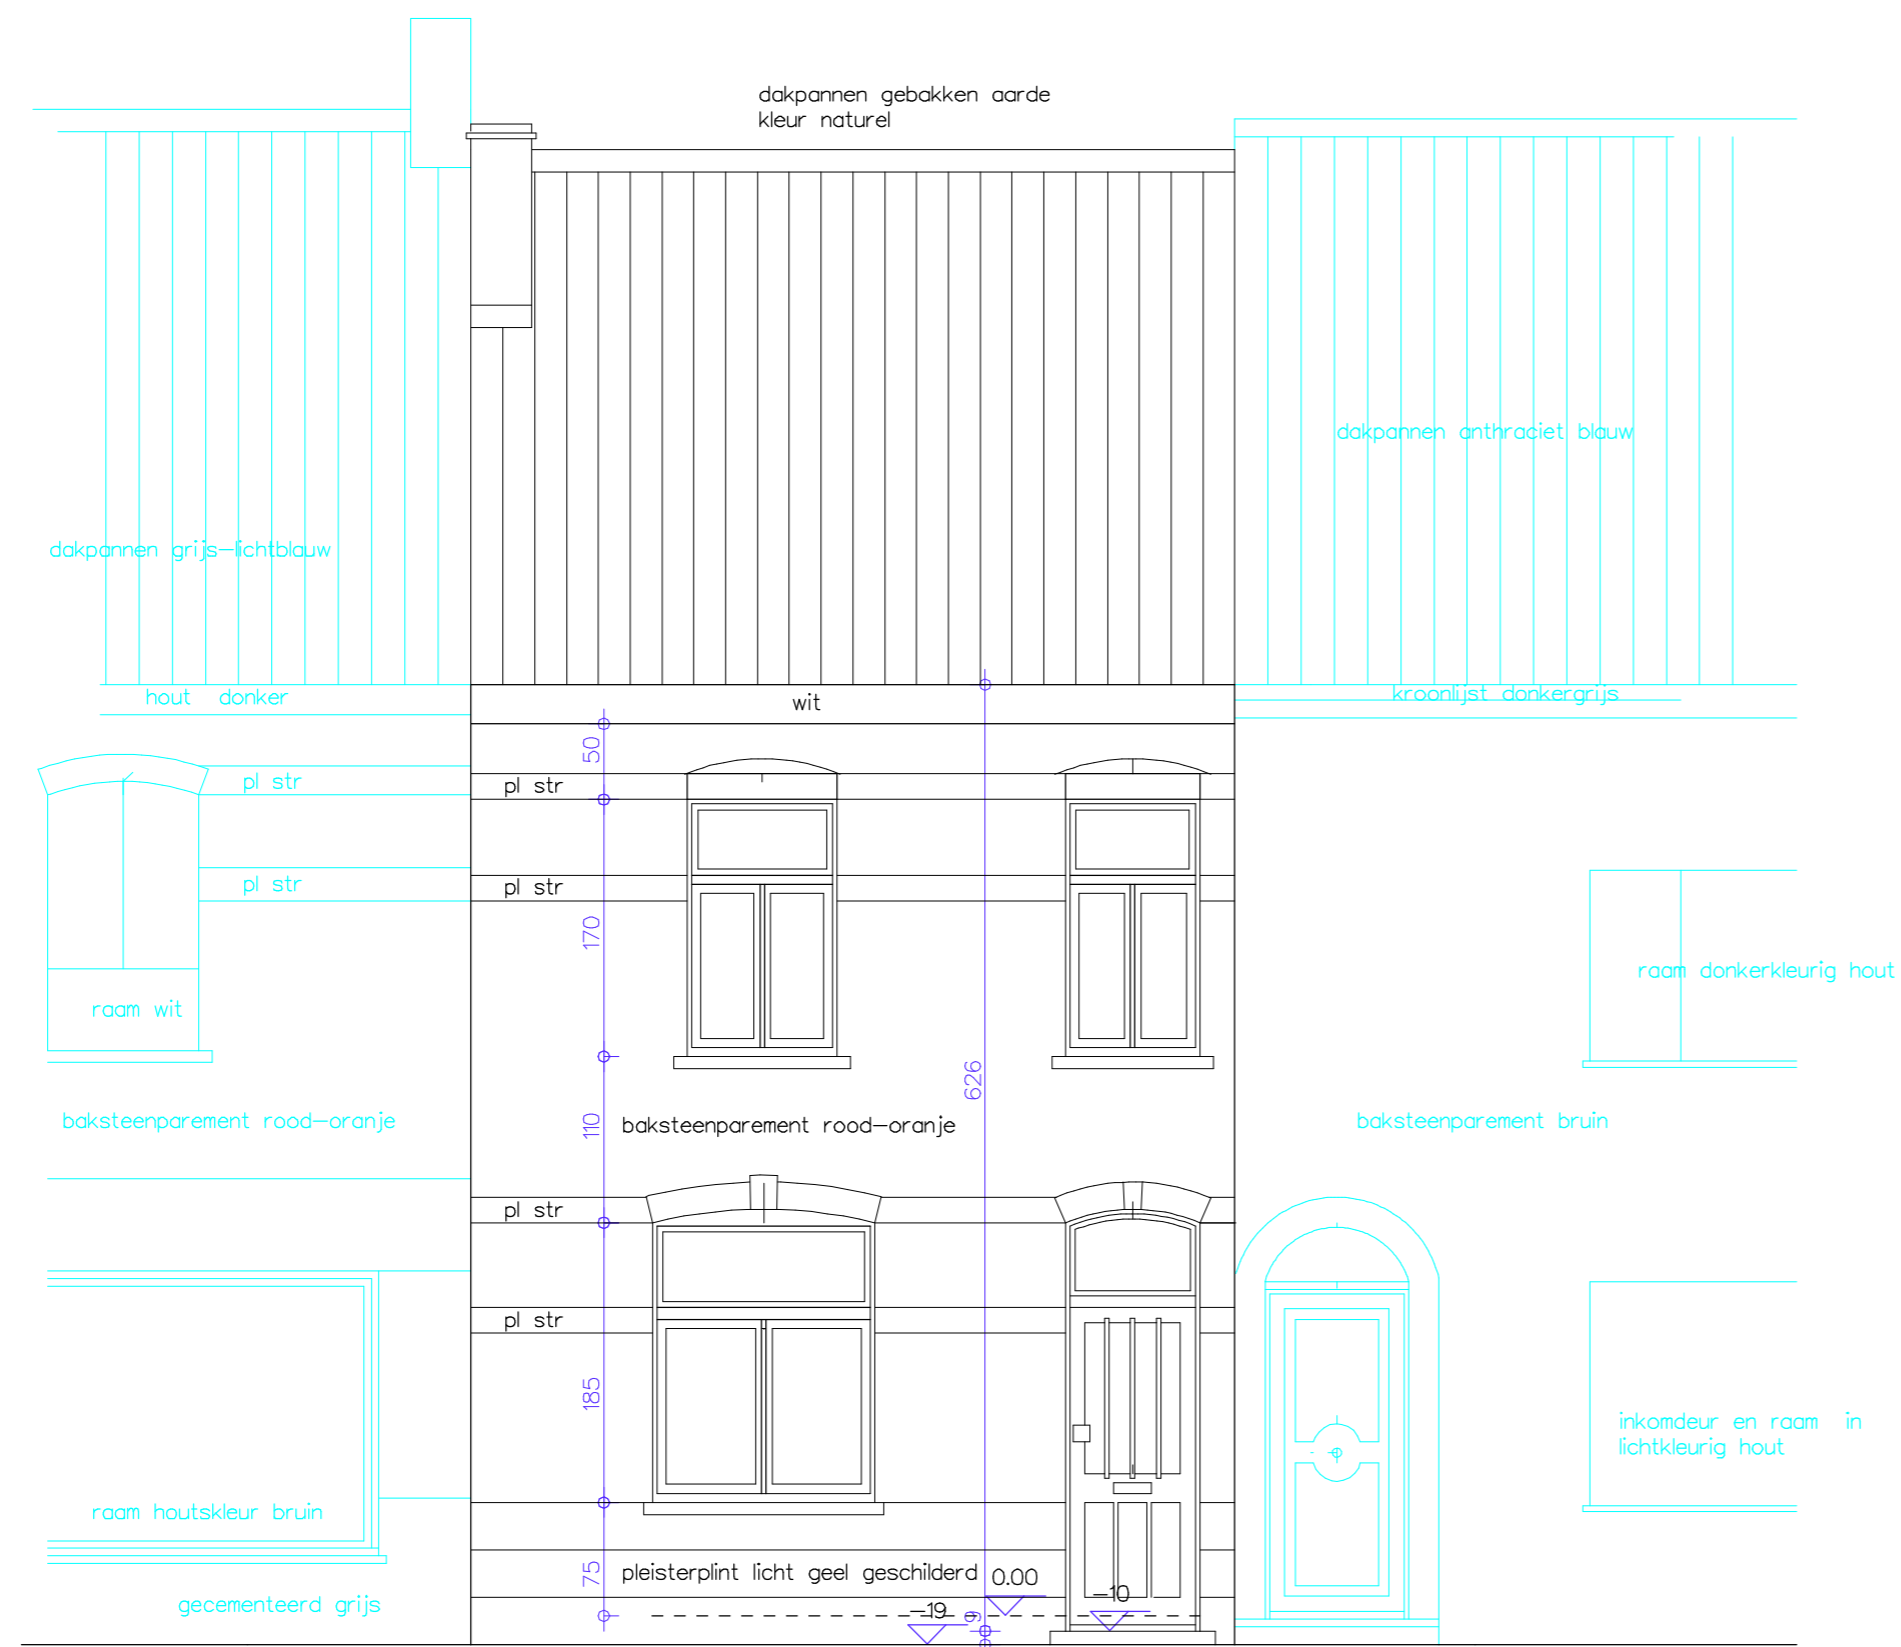 dakpannen gebakken aarde
kleur naturel
dakpannen anthraciet blauw
dakpannen grijs-lichtblauw
hout donker
wit
kroonlijst donkergrijs
50
pl str
pl str
pl str
pl str
170
raam wit
raam donkerkleurig hout
626
110
baksteenparement rood-oranje
baksteenparement rood-oranje
baksteenparement bruin
pl str
pl str
185
inkomdeur en raam in
lichtkleurig hout
raam houtskleur bruin
75
pleisterplint licht geel geschilderd
0.00
-10
gecementeerd grijs
-19
9